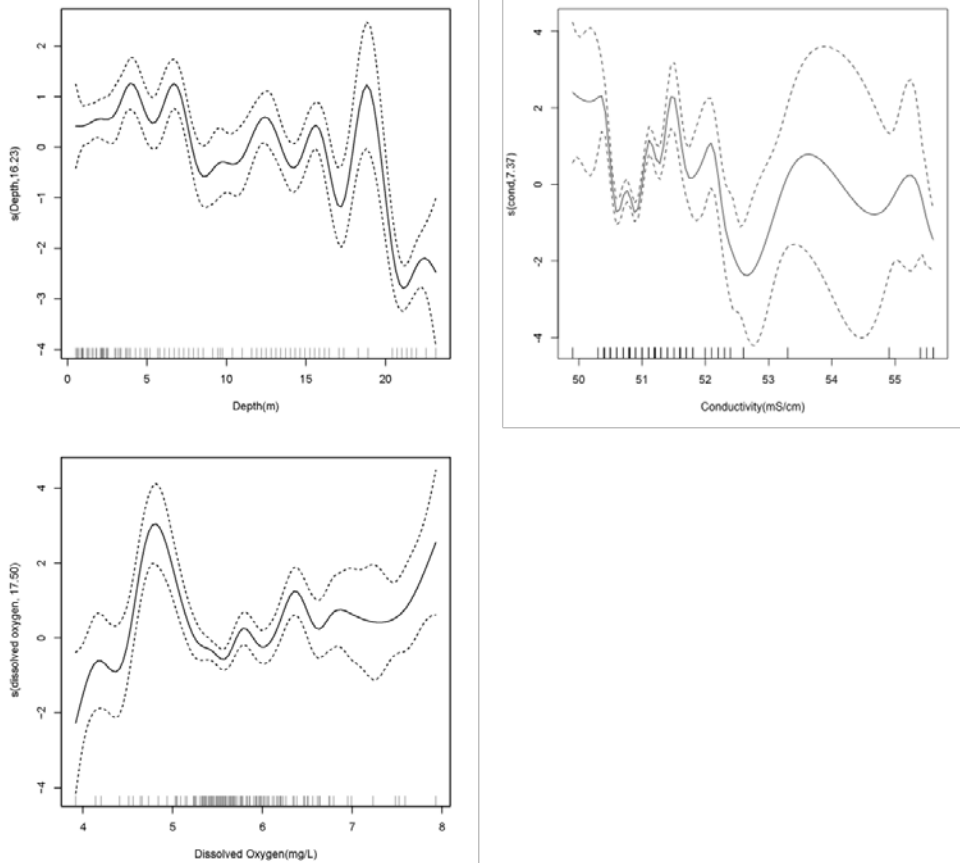 s(Depth,16.23)
2
1
0
-1
-2
-3
-4
0 5 10 15 20
Depth(m)
s(cond,7.37)
4
2
0
-2
-4
50 51 52 53 54 55
Conductivity(mS/cm)
s(dissolved oxygen, 17.50)
4
2
0
-2
-4
4 5 6 7 8
Dissolved Oxygen(mg/L)